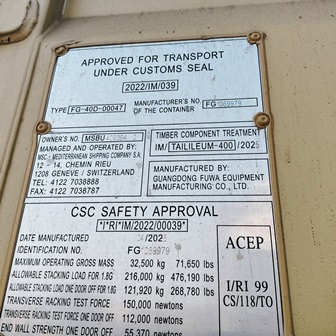 APPROVED FOR TRANSPORT
UNDER CUSTOMS SEAL
2022/IM/039
TYPE FG-40D-00047 MANUFACTURER'S NO. OF THE CONTAINER FG
OWNER'S NO. MSBU
MANAGED AND OPERATED BY:
MSC - MEDITERRANEAN SHIPPING COMPANY S.A.
12 - 14, CHEMIN RIEU
1208 GENEVE / SWITZERLAND
TEL: 4122 7038888
FAX: 4122 7038787
TIMBER COMPONENT TREATMENT
IM/ TAILILEUM-400 /202
MANUFACTURED BY:
GUANGDONG FUWA EQUIPMENT
MANUFACTURING CO., LTD.
CSC SAFETY APPROVAL
*I*RI*IM/2022/00039*
DATE MANUFACTURED
IDENTIFICATION NO. FG
MAXIMUM OPERATING GROSS MASS 32,500 kg 71,650 lbs
ALLOWABLE STACKING LOAD FOR 1.8G 216,000 kg 476,190 lbs
ALLOWABLE STACKING LOAD ONE DOOR OFF FOR 1.8G 121,920 kg 268,780 lbs
TRANSVERSE RACKING TEST FORCE 150,000 newtons
TRANSVERSE RACKING ONE DOOR OFF 112,000 newtons
END WALL STRENGTH ONE DOOR OFF 55,370 newtons
ACEP
I/RI 99
CS/118/TO